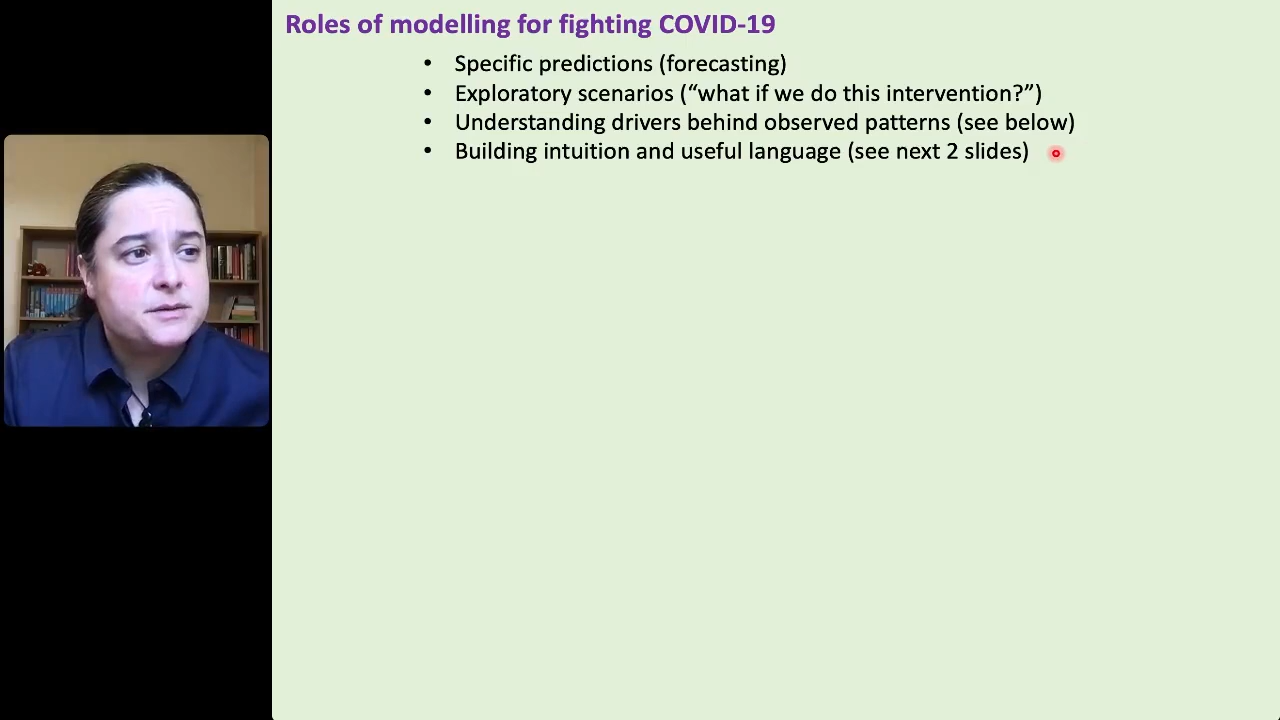 Roles of modelling for fighting COVID-19
• Specific predictions (forecasting)
• Exploratory scenarios (“what if we do this intervention?”)
• Understanding drivers behind observed patterns (see below)
• Building intuition and useful language (see next 2 slides)